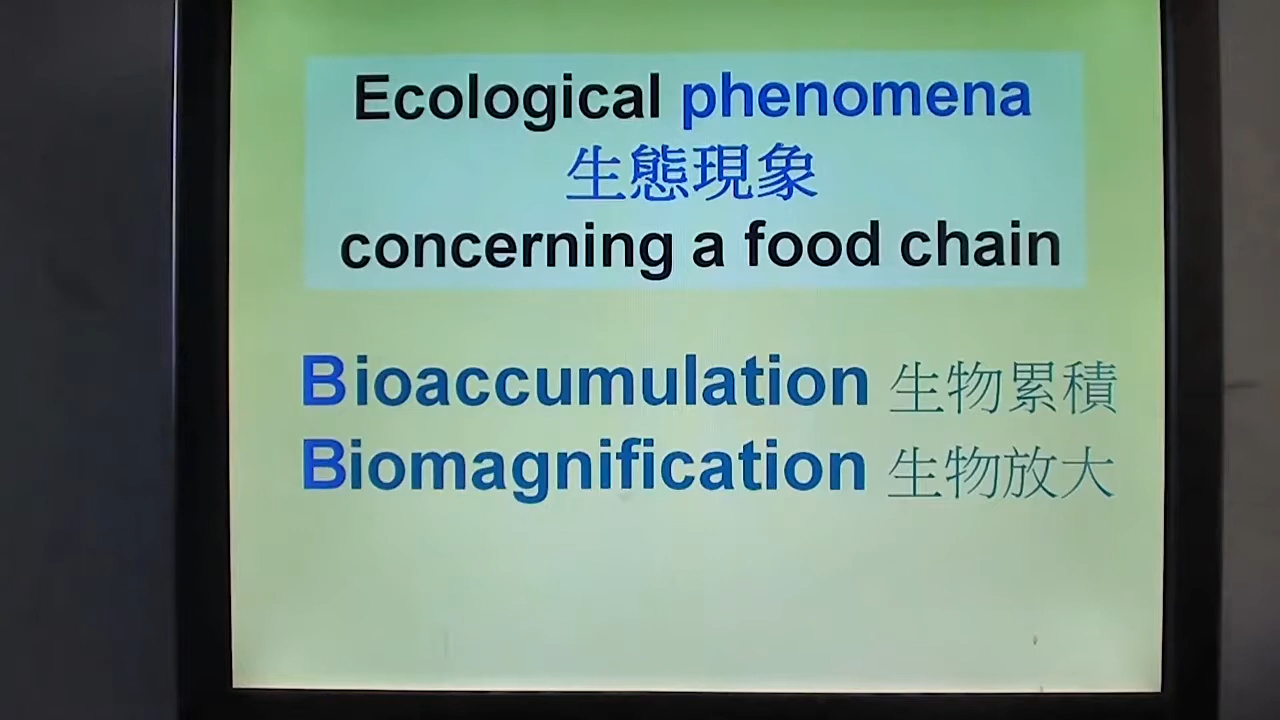 Ecological phenomena
生態現象
concerning a food chain
Bioaccumulation 生物累積
Biomagnification 生物放大